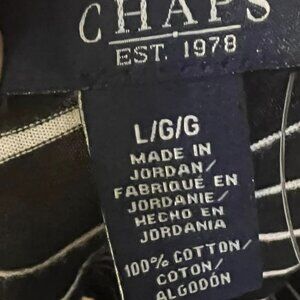 CHAPS
EST. 1978
L/G/G
MADE IN
JORDAN/
FABRIQUÉ EN
JORDANIE/
HECHO EN
JORDANIA
100% COTTON/
COTON/
ALGODÓN